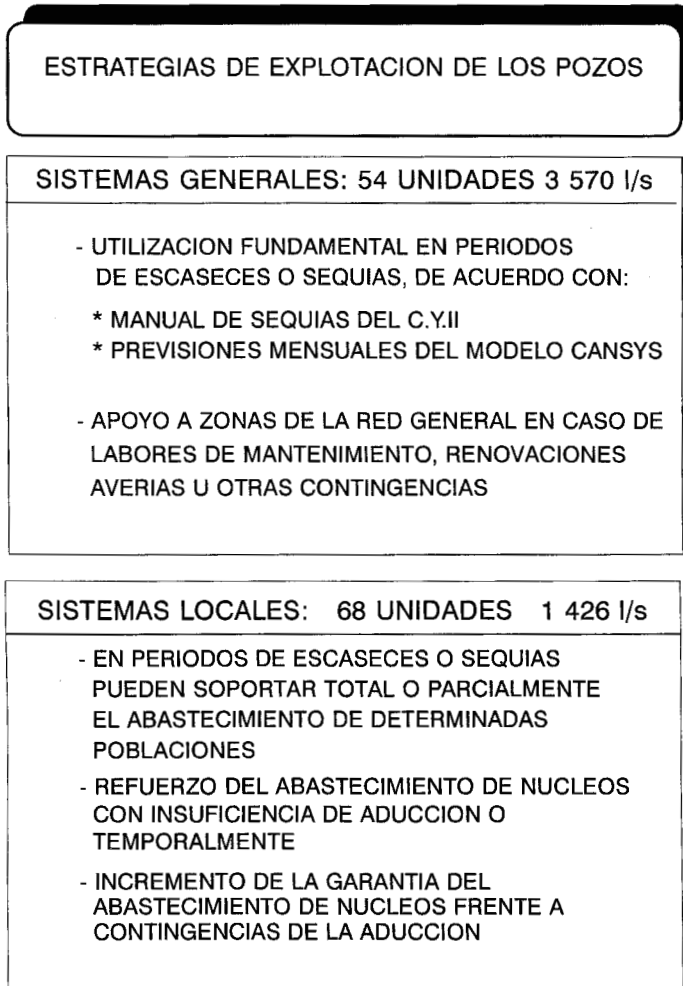 ESTRATEGIAS DE EXPLOTACION DE LOS POZOS
SISTEMAS GENERALES: 54 UNIDADES 3 570 l/s
- UTILIZACION FUNDAMENTAL EN PERIODOS
DE ESCASECES O SEQUIAS, DE ACUERDO CON:
* MANUAL DE SEQUIAS DEL C.Y.II
* PREVISIONES MENSUALES DEL MODELO CANSYS
- APOYO A ZONAS DE LA RED GENERAL EN CASO DE
LABORES DE MANTENIMIENTO, RENOVACIONES
AVERIAS U OTRAS CONTINGENCIAS
SISTEMAS LOCALES: 68 UNIDADES 1 426 l/s
- EN PERIODOS DE ESCASECES O SEQUIAS
PUEDEN SOPORTAR TOTAL O PARCIALMENTE
EL ABASTECIMIENTO DE DETERMINADAS
POBLACIONES
- REFUERZO DEL ABASTECIMIENTO DE NUCLEOS
CON INSUFICIENCIA DE ADUCCION O
TEMPORALMENTE
- INCREMENTO DE LA GARANTIA DEL
ABASTECIMIENTO DE NUCLEOS FRENTE A
CONTINGENCIAS DE LA ADUCCION